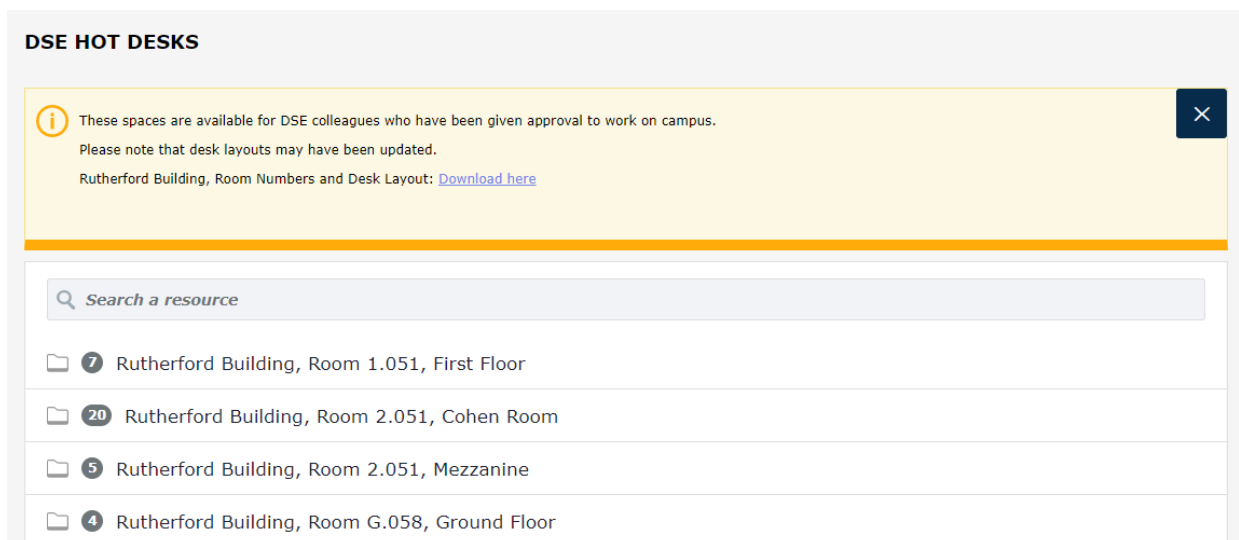 DSE HOT DESKS
These spaces are available for DSE colleagues who have been given approval to work on campus.
Please note that desk layouts may have been updated.
Rutherford Building, Room Numbers and Desk Layout: Download here
Search a resource
7 Rutherford Building, Room 1.051, First Floor
20 Rutherford Building, Room 2.051, Cohen Room
5 Rutherford Building, Room 2.051, Mezzanine
4 Rutherford Building, Room G.058, Ground Floor